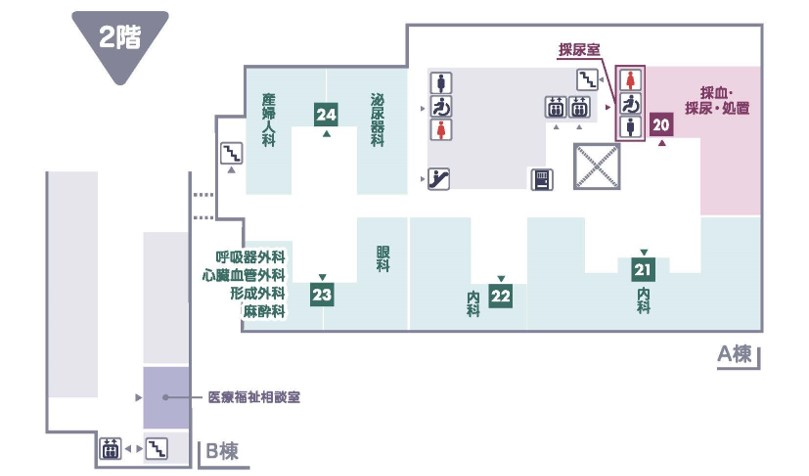 2階
採尿室
採血・
採尿・処置
20
産婦人科
24
泌尿器科
呼吸器外科
心臓血管外科
形成外科
麻酔科
23
眼科
内科
22
21
内科
A棟
医療福祉相談室
B棟